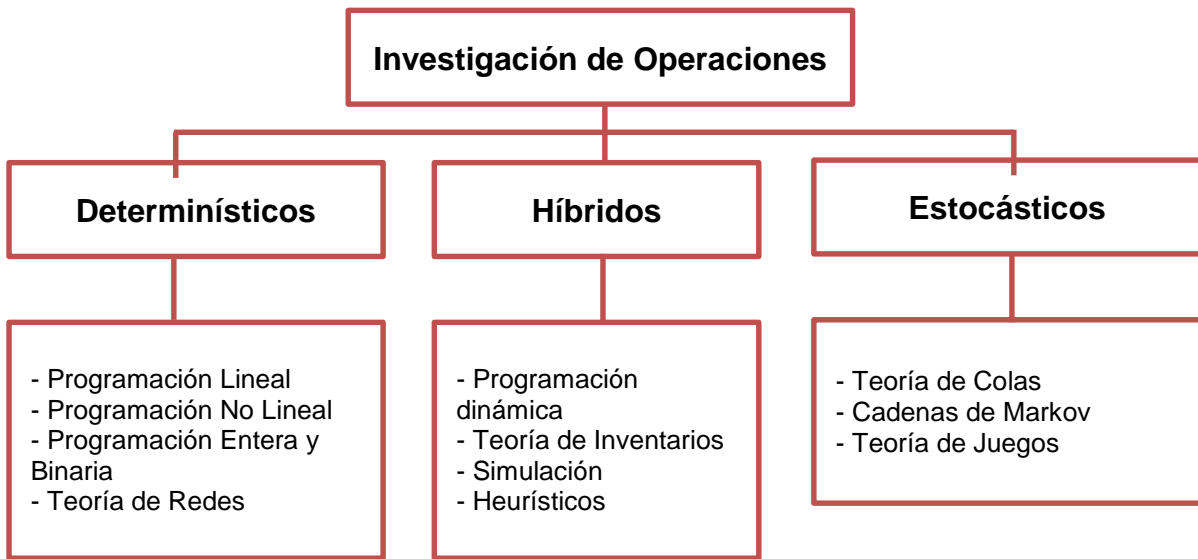 Investigación de Operaciones
Determinísticos
Híbridos
Estocásticos
- Programación Lineal
- Programación No Lineal
- Programación Entera y
Binaria
- Teoría de Redes
- Programación
dinámica
- Teoría de Inventarios
- Simulación
- Heurísticos
- Teoría de Colas
- Cadenas de Markov
- Teoría de Juegos